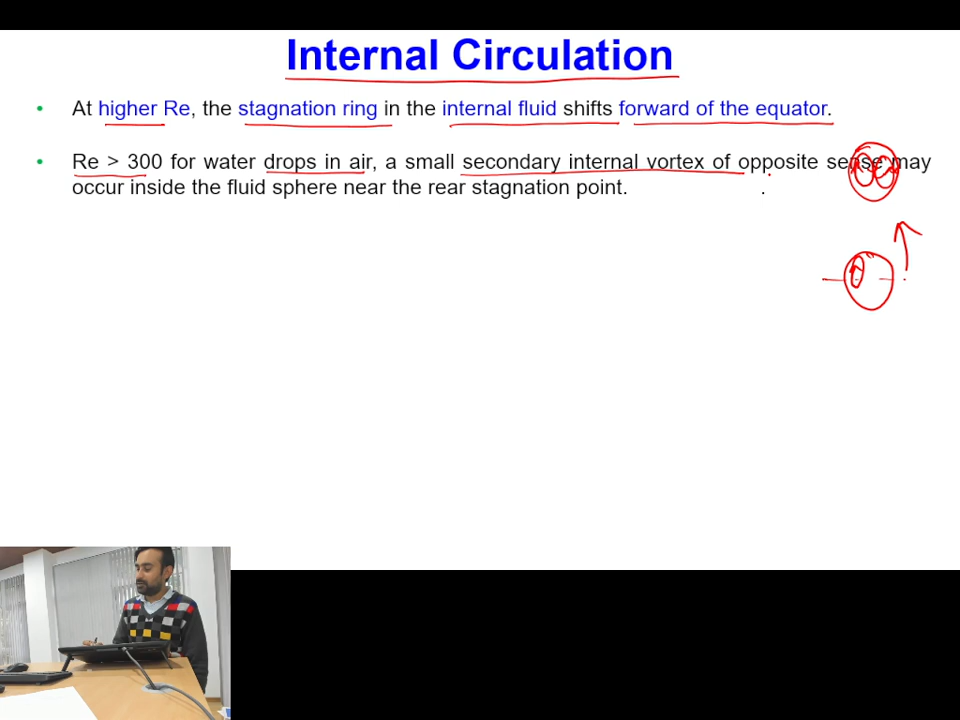 Internal Circulation
• At higher Re, the stagnation ring in the internal fluid shifts forward of the equator.
• Re > 300 for water drops in air, a small secondary internal vortex of opposite sense may
occur inside the fluid sphere near the rear stagnation point.